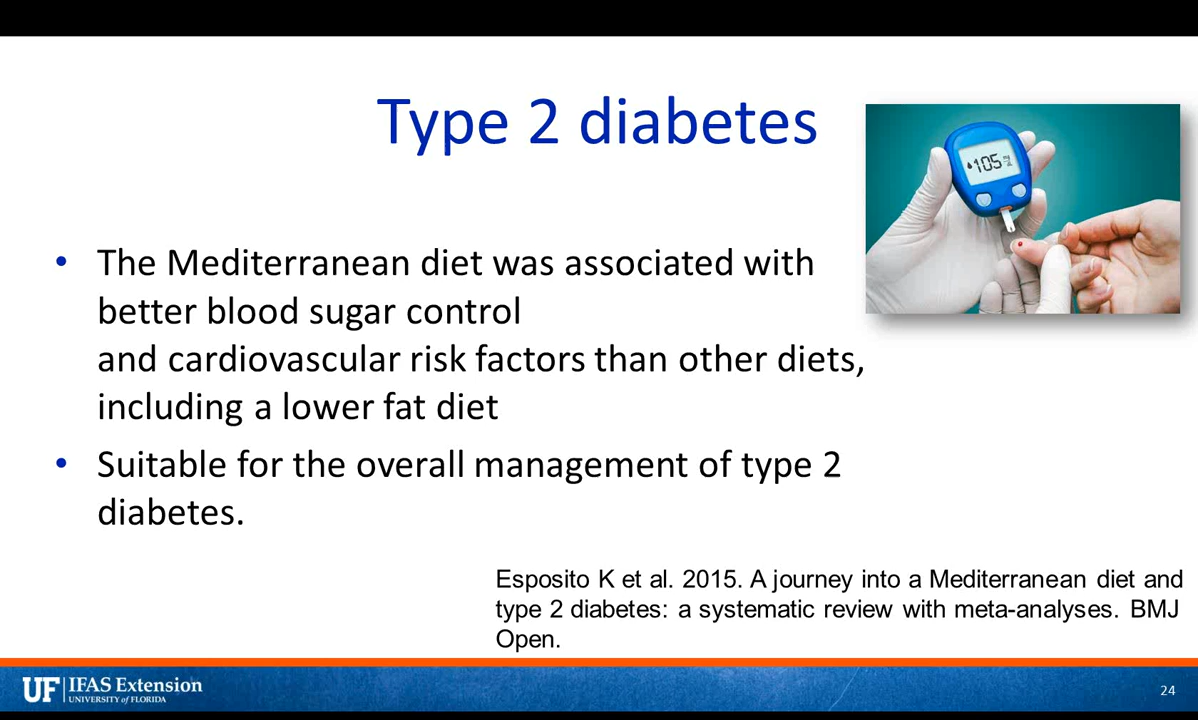 Type 2 diabetes
105
• The Mediterranean diet was associated with
better blood sugar control
and cardiovascular risk factors than other diets,
including a lower fat diet
• Suitable for the overall management of type 2
diabetes.
Esposito K et al. 2015. A journey into a Mediterranean diet and
type 2 diabetes: a systematic review with meta-analyses. BMJ
Open.
UF IFAS Extension
UNIVERSITY of FLORIDA
24